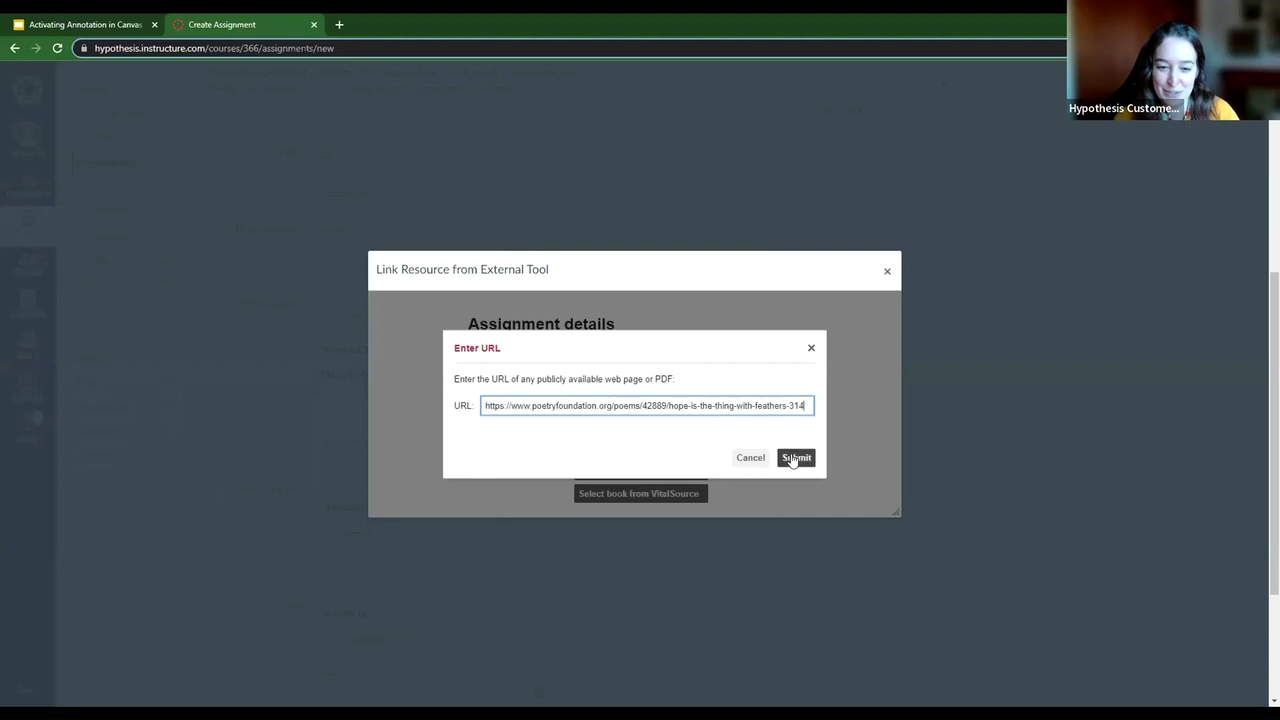 Activating Annotation in Canvas
Create Assignment
hypothesis.instructure.com/courses/366/assignments/new
Hypothesis Custome...
Link Resource from External Tool
Assignment details
Enter URL
Enter the URL of any publicly available web page or PDF:
URL: https://www.poetryfoundation.org/poems/42889/hope-is-the-thing-with-feathers-314
Cancel Submit
Select book from VitalSource